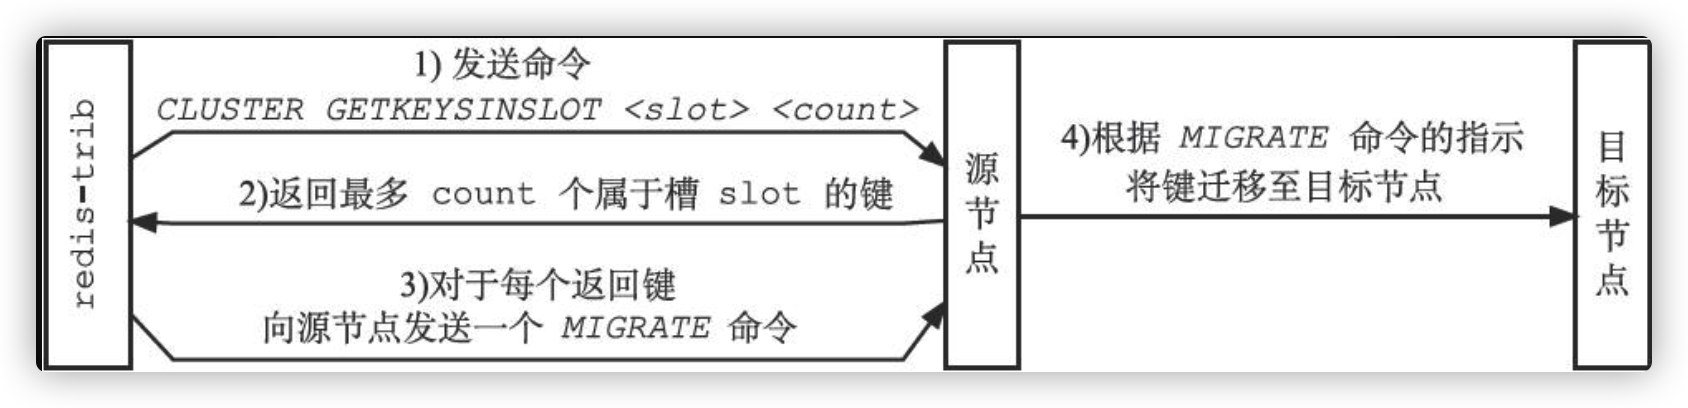 redis-trib
1) 发送命令
CLUSTER GETKEYSINSLOT <slot> <count>
2)返回最多 count 个属于槽 slot 的键
3)对于每个返回键
向源节点发送一个 MIGRATE 命令
源节点
4)根据 MIGRATE 命令的指示
将键迁移至目标节点
目标节点